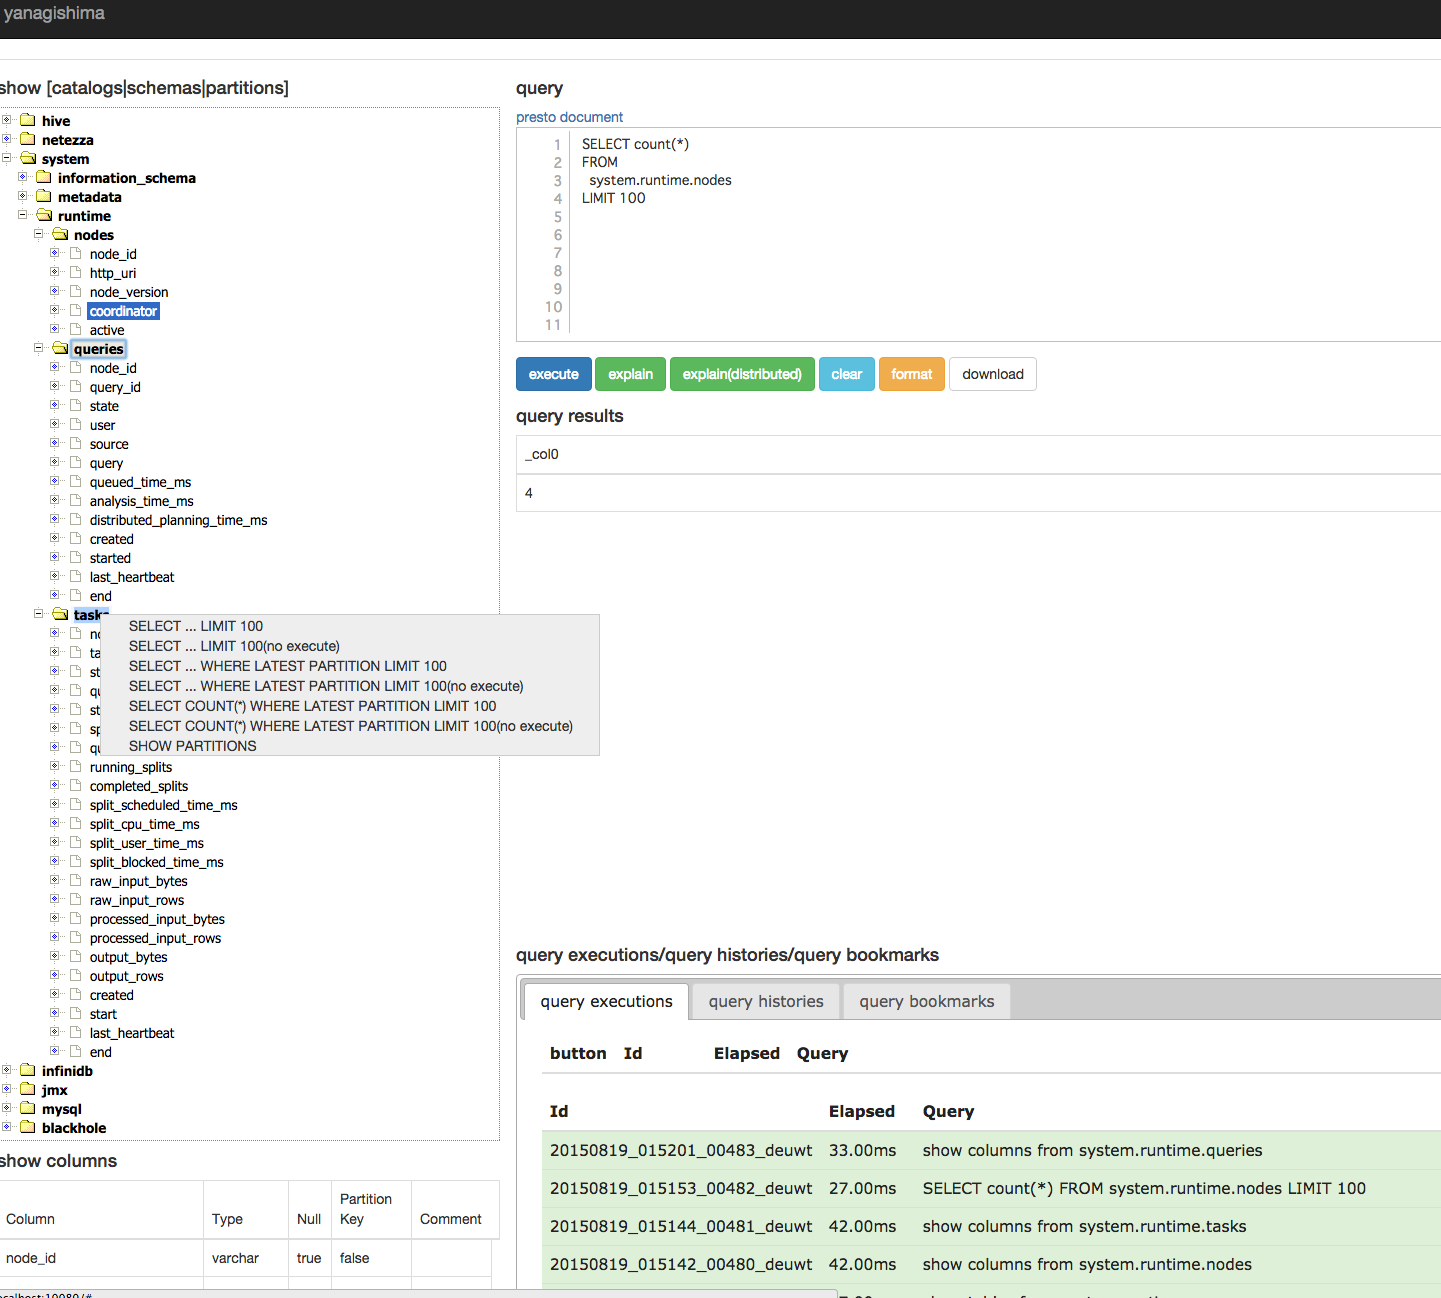 yanagishima
show [catalogs|schemas|partitions]
hive
netezza
system
information_schema
metadata
runtime
nodes
node_id
http_uri
node_version
coordinator
active
queries
node_id
query_id
state
user
source
query
queued_time_ms
analysis_time_ms
distributed_planning_time_ms
created
started
last_heartbeat
end
tasks
SELECT ... LIMIT 100
SELECT ... LIMIT 100(no execute)
SELECT ... WHERE LATEST PARTITION LIMIT 100
SELECT ... WHERE LATEST PARTITION LIMIT 100(no execute)
SELECT COUNT(*) WHERE LATEST PARTITION LIMIT 100
SELECT COUNT(*) WHERE LATEST PARTITION LIMIT 100(no execute)
SHOW PARTITIONS
running_splits
completed_splits
split_scheduled_time_ms
split_cpu_time_ms
split_user_time_ms
split_blocked_time_ms
raw_input_bytes
raw_input_rows
processed_input_bytes
processed_input_rows
output_bytes
output_rows
created
start
last_heartbeat
end
infinidb
jmx
mysql
blackhole
show columns
Column Type Null Partition Key Comment
node_id varchar true false
query
presto document
1 SELECT count(*)
2 FROM
3 system.runtime.nodes
4 LIMIT 100
5
6
7
8
9
10
11
execute explain explain(distributed) clear format download
query results
_col0
4
query executions/query histories/query bookmarks
query executions query histories query bookmarks
button Id Elapsed Query
Id Elapsed Query
20150819_015201_00483_deuwt 33.00ms show columns from system.runtime.queries
20150819_015153_00482_deuwt 27.00ms SELECT count(*) FROM system.runtime.nodes LIMIT 100
20150819_015144_00481_deuwt 42.00ms show columns from system.runtime.tasks
20150819_015142_00480_deuwt 42.00ms show columns from system.runtime.nodes